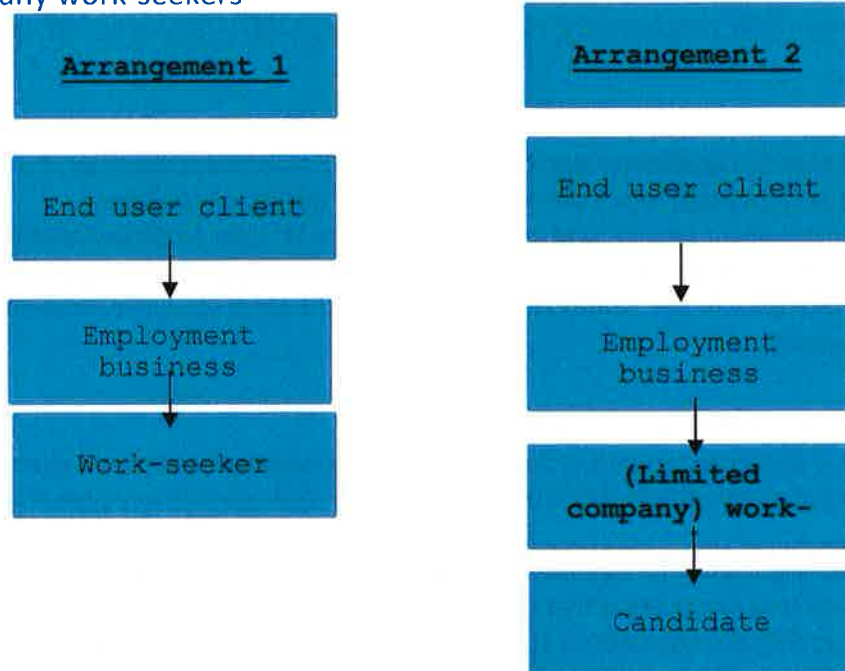 any work-seekers
Arrangement 1
End user client
Employment
business
Work-seeker
Arrangement 2
End user client
Employment
business
(Limited
company) work-
Candidate